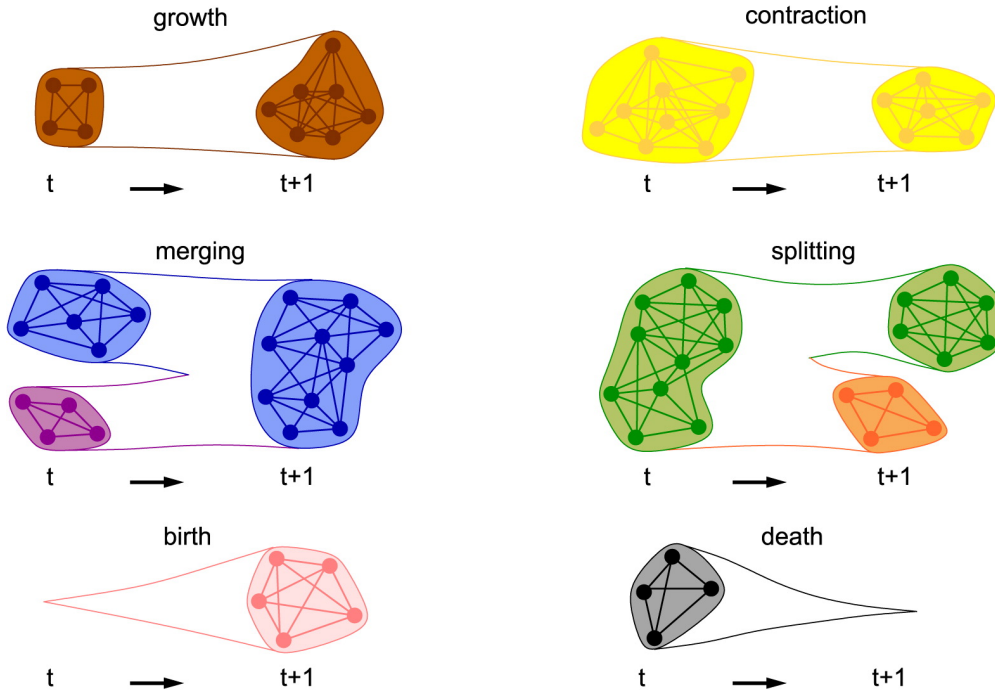 growth
contraction
t
t+1
t
t+1
merging
splitting
t
t+1
t
t+1
birth
death
t
t+1
t
t+1